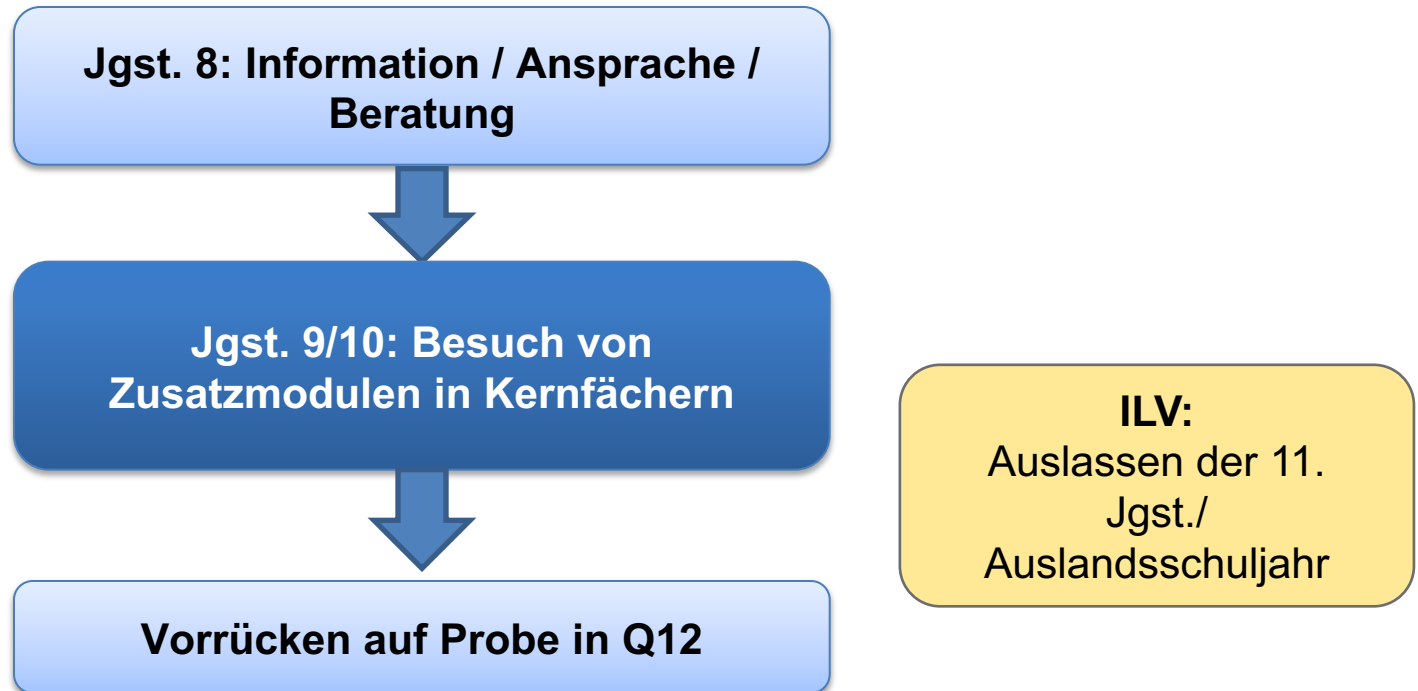 Jgst. 8: Information / Ansprache /
Beratung
Jgst. 9/10: Besuch von
Zusatzmodulen in Kernfächern
ILV:
Auslassen der 11.
Jgst./
Auslandsschuljahr
Vorrücken auf Probe in Q12